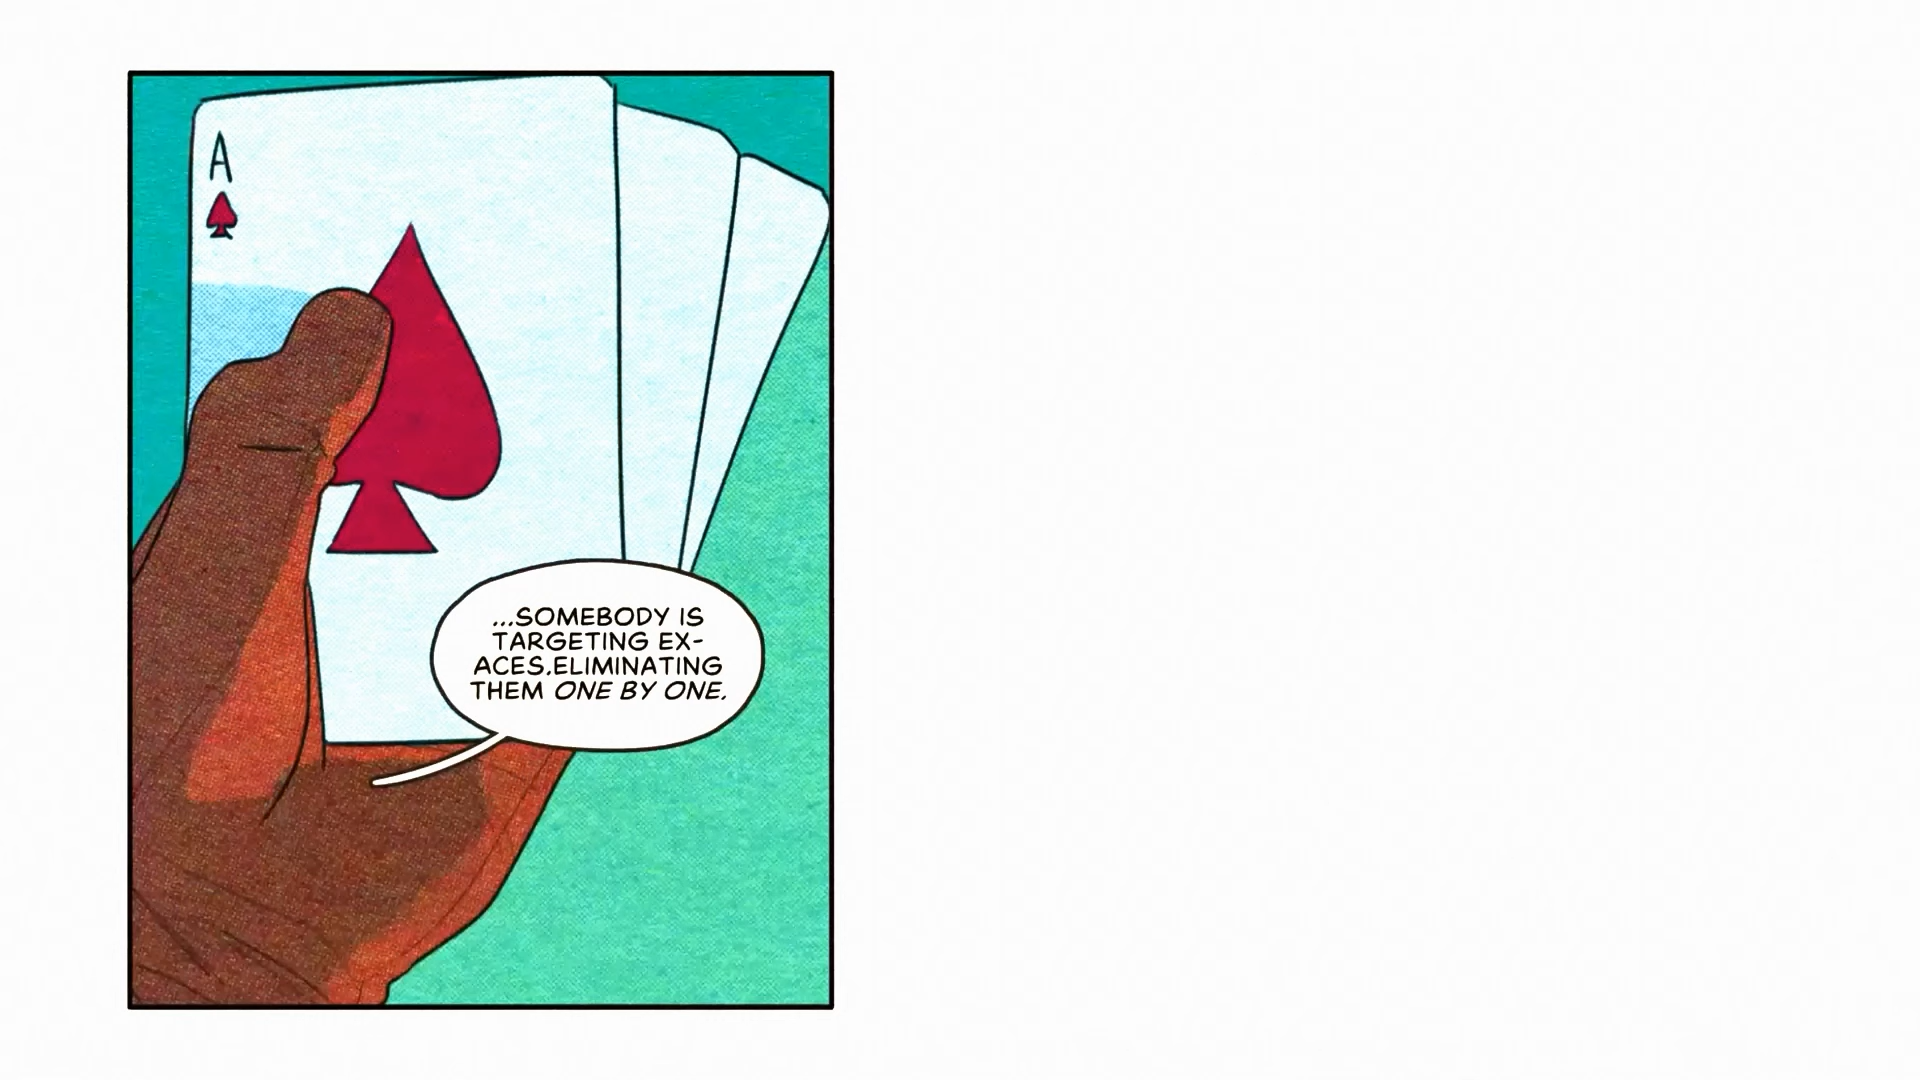 A
...SOMEBODY IS
TARGETING EX-
ACES.ELIMINATING
THEM ONE BY ONE.